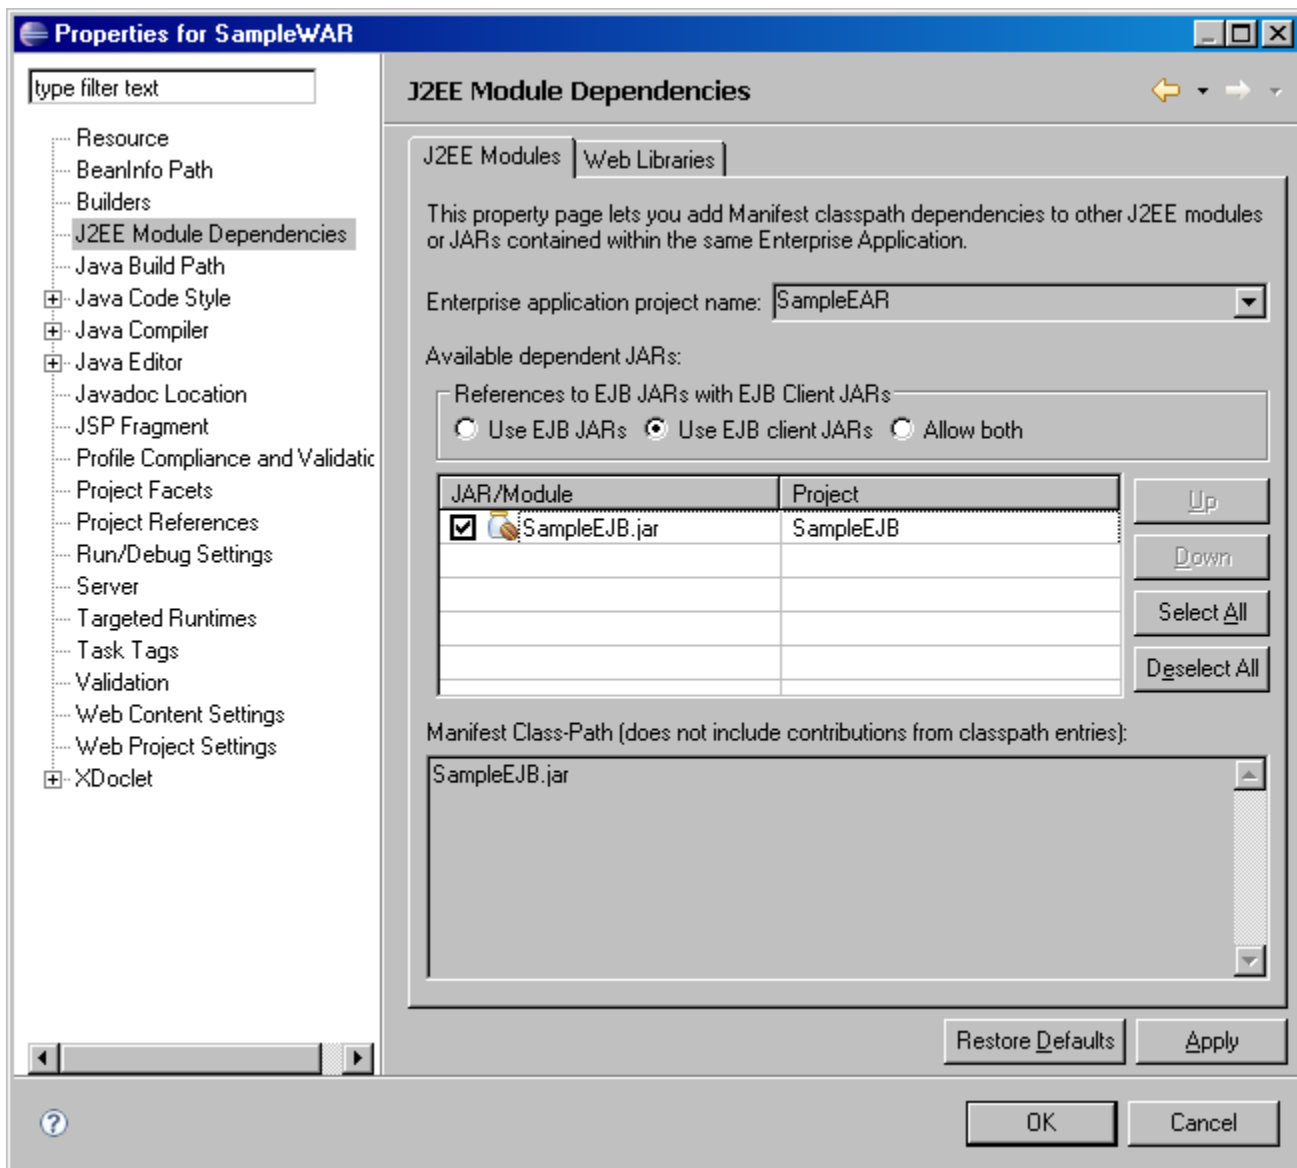 Properties for SampleWAR
type filter text
Resource
BeanInfo Path
Builders
J2EE Module Dependencies
Java Build Path
Java Code Style
Java Compiler
Java Editor
Javadoc Location
JSP Fragment
Profile Compliance and Validatic
Project Facets
Project References
Run/Debug Settings
Server
Targeted Runtimes
Task Tags
Validation
Web Content Settings
Web Project Settings
XDoclet
J2EE Module Dependencies
J2EE Modules Web Libraries
This property page lets you add Manifest classpath dependencies to other J2EE modules
or JARs contained within the same Enterprise Application.
Enterprise application project name: SampleEAR
Available dependent JARs:
References to EJB JARs with EJB Client JARs
Use EJB JARs Use EJB client JARs Allow both
JAR/Module Project
SampleEJB.jar SampleEJB
Up
Down
Select All
Deselect All
Manifest Class-Path (does not include contributions from classpath entries):
SampleEJB.jar
Restore Defaults Apply
? OK Cancel